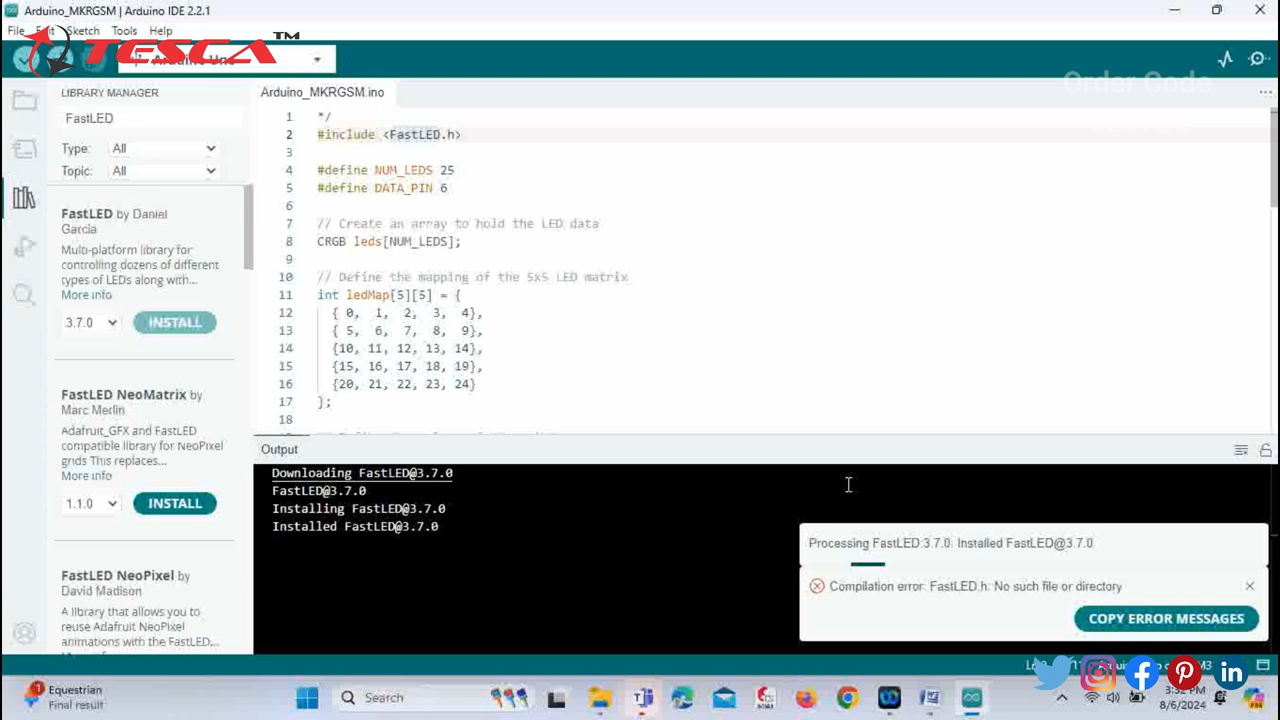 Arduino_MKRGSM | Arduino IDE 2.2.1
File Edit Sketch Tools Help
TESCA™
Arduino Uno
Order Code
LIBRARY MANAGER
FastLED
Type: All
Topic: All
FastLED by Daniel
Garcia
Multi-platform library for
controlling dozens of different
types of LEDs along with...
More info
3.7.0 INSTALL
FastLED NeoMatrix by
Marc Merlin
Adafruit_GFX and FastLED
compatible library for NeoPixel
grids This replaces...
More info
1.1.0 INSTALL
FastLED NeoPixel by
David Madison
A library that allows you to
reuse Adafruit NeoPixel
animations with the FastLED...
Arduino_MKRGSM.ino
1 */
2 #include <FastLED.h>
3
4 #define NUM_LEDS 25
5 #define DATA_PIN 6
6
7 // Create an array to hold the LED data
8 CRGB leds[NUM_LEDS];
9
10 // Define the mapping of the 5x5 LED matrix
11 int ledMap[5][5] = {
12 { 0, 1, 2, 3, 4},
13 { 5, 6, 7, 8, 9},
14 {10, 11, 12, 13, 14},
15 {15, 16, 17, 18, 19},
16 {20, 21, 22, 23, 24}
17 };
18
Output
Downloading FastLED@3.7.0
FastLED@3.7.0
Installing FastLED@3.7.0
Installed FastLED@3.7.0
Processing FastLED:3.7.0: Installed FastLED@3.7.0
Compilation error: FastLED.h: No such file or directory
COPY ERROR MESSAGES
1
Equestrian
Final result
Search
3:32 PM
8/6/2024